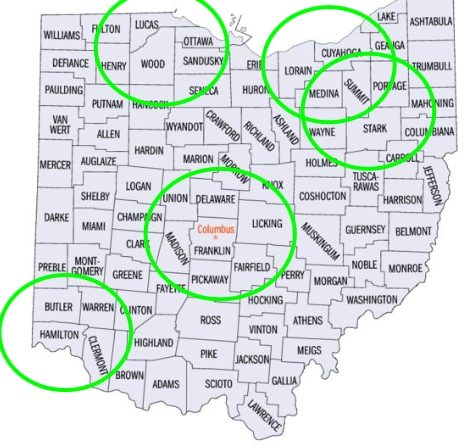 LAKE
ASHTABULA
LUCAS
FULTON
WILLIAMS
OTTAWA
CUYAHOGA
GEAUGA
DEFIANCE
HENRY
WOOD
SANDUSKY
ERIE
LORAIN
TRUMBULL
PAULDING
SENECA
HURON
MEDINA
SUMMIT
PORTAGE
PUTNAM
HANCOCK
MAHONING
VAN
WERT
ALLEN
WYANDOT
CRAWFORD
RICHLAND
ASHLAND
WAYNE
STARK
COLUMBIANA
HARDIN
MERCER
AUGLAIZE
MARION
MORROW
HOLMES
CARROLL
TUSCA-
RAWAS
JEFFERSON
LOGAN
KNOX
SHELBY
UNION
DELAWARE
COSHOCTON
HARRISON
DARKE
MIAMI
CHAMPAIGN
LICKING
MUSKINGUM
GUERNSEY
BELMONT
Columbus
*
CLARK
MADISON
FRANKLIN
PREBLE
MONT-
GOMERY
GREENE
FAIRFIELD
PERRY
NOBLE
MONROE
PICKAWAY
MORGAN
FAYETTE
WASHINGTON
BUTLER
WARREN
CLINTON
HOCKING
ROSS
ATHENS
HAMILTON
CLERMONT
HIGHLAND
VINTON
PIKE
JACKSON
MEIGS
BROWN
ADAMS
SCIOTO
GALLIA
LAWRENCE